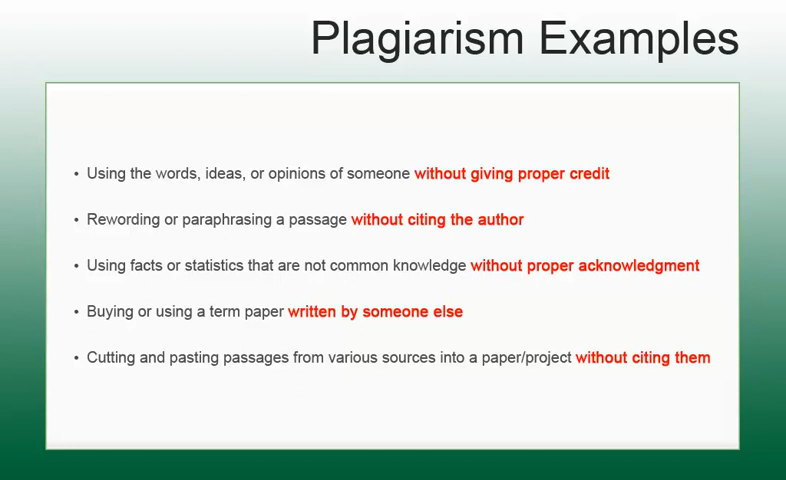 Plagiarism Examples
• Using the words, ideas, or opinions of someone without giving proper credit
• Rewording or paraphrasing a passage without citing the author
• Using facts or statistics that are not common knowledge without proper acknowledgment
• Buying or using a term paper written by someone else
• Cutting and pasting passages from various sources into a paper/project without citing them